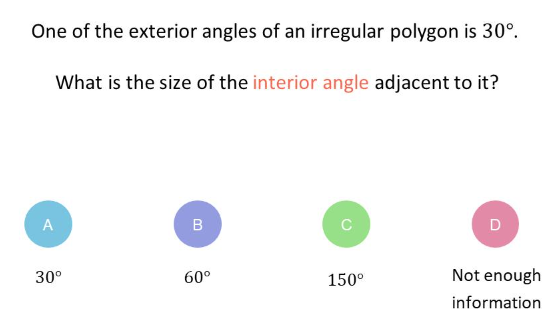 One of the exterior angles of an irregular polygon is 30°.
What is the size of the interior angle adjacent to it?
A B C D
30° 60° 150° Not enough
information